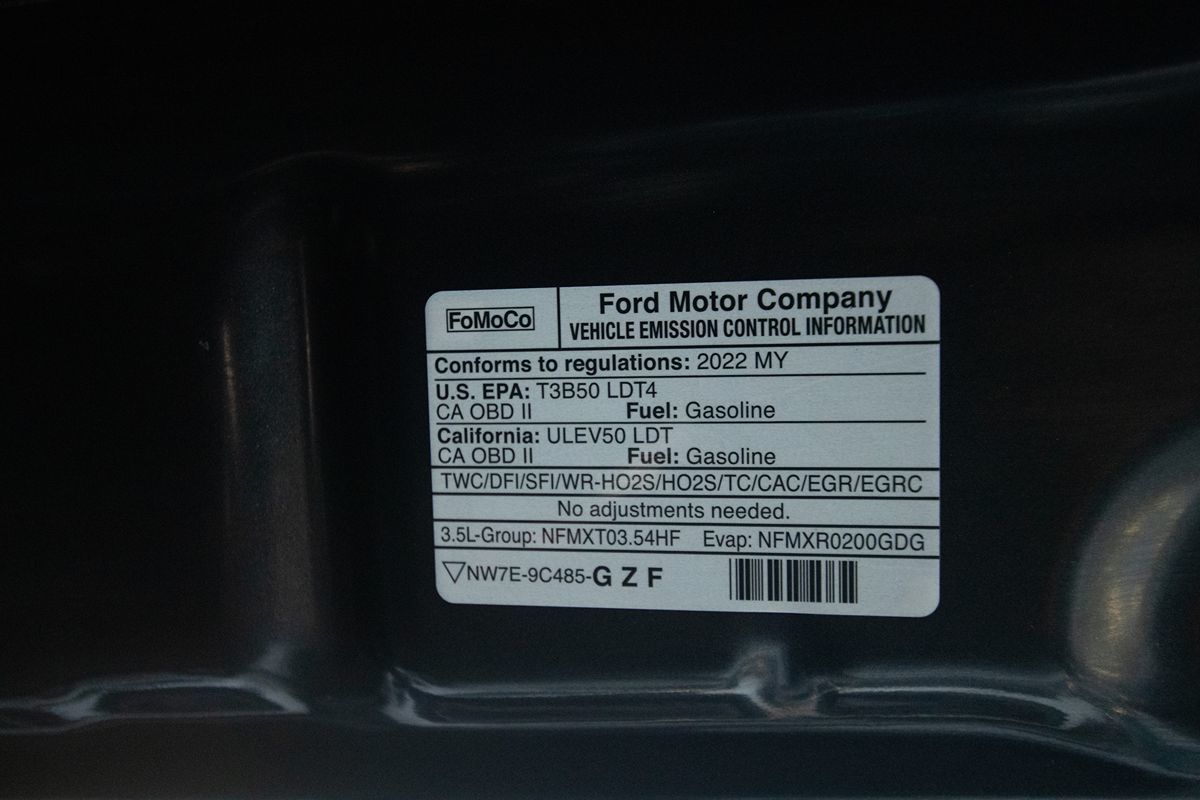 FoMoCo
Ford Motor Company
VEHICLE EMISSION CONTROL INFORMATION
Conforms to regulations: 2022 MY
U.S. EPA: T3B50 LDT4
CA OBD II Fuel: Gasoline
California: ULEV50 LDT
CA OBD II Fuel: Gasoline
TWC/DFI/SFI/WR-HO2S/HO2S/TC/CAC/EGR/EGRC
No adjustments needed.
3.5L-Group: NFMXT03.54HF Evap: NFMXR0200GDG
NW7E-9C485-G Z F